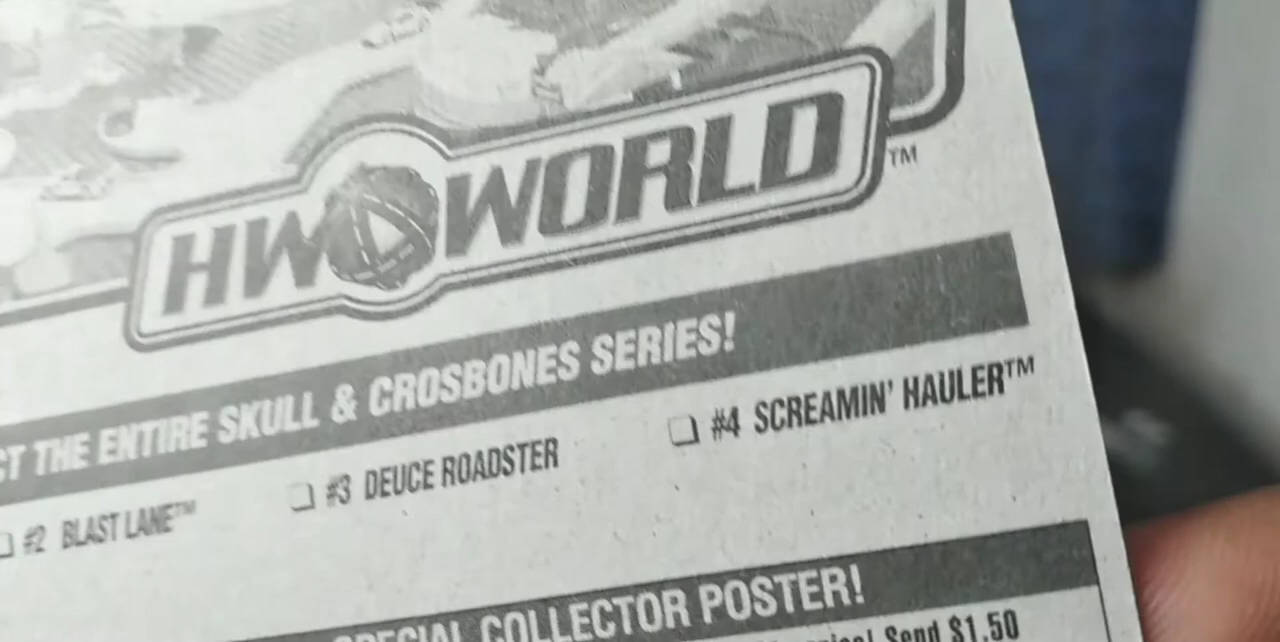 HW WORLD™
CT THE ENTIRE SKULL & CROSBONES SERIES!
#2 BLAST LANE™
#3 DEUCE ROADSTER
#4 SCREAMIN' HAULER™
SPECIAL COLLECTOR POSTER!
Send $1.50